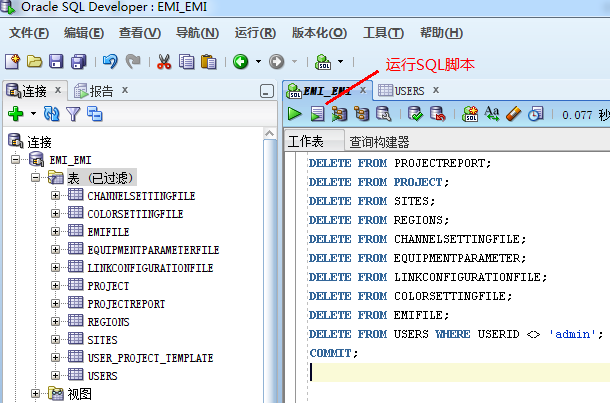 Oracle SQL Developer : EMI_EMI
文件(F) 编辑(E) 查看(V) 导航(N) 运行(R) 版本化(O) 工具(T) 帮助(H)
SQL
运行SQL脚本
连接 x 报告 x
EMI_EMI x USERS x
0.077 秒
工作表 查询构建器
连接
EMI_EMI
表 (已过滤)
CHANNELSETTINGFILE
COLORSETTINGFILE
EMIFILE
EQUIPMENTPARAMETERFILE
LINKCONFIGURATIONFILE
PROJECT
PROJECTREPORT
REGIONS
SITES
USER_PROJECT_TEMPLATE
USERS
视图
DELETE FROM PROJECTREPORT;
DELETE FROM PROJECT;
DELETE FROM SITES;
DELETE FROM REGIONS;
DELETE FROM CHANNELSETTINGFILE;
DELETE FROM EQUIPMENTPARAMETER;
DELETE FROM LINKCONFIGURATIONFILE;
DELETE FROM COLORSETTINGFILE;
DELETE FROM EMIFILE;
DELETE FROM USERS WHERE USERID <> 'admin';
COMMIT;